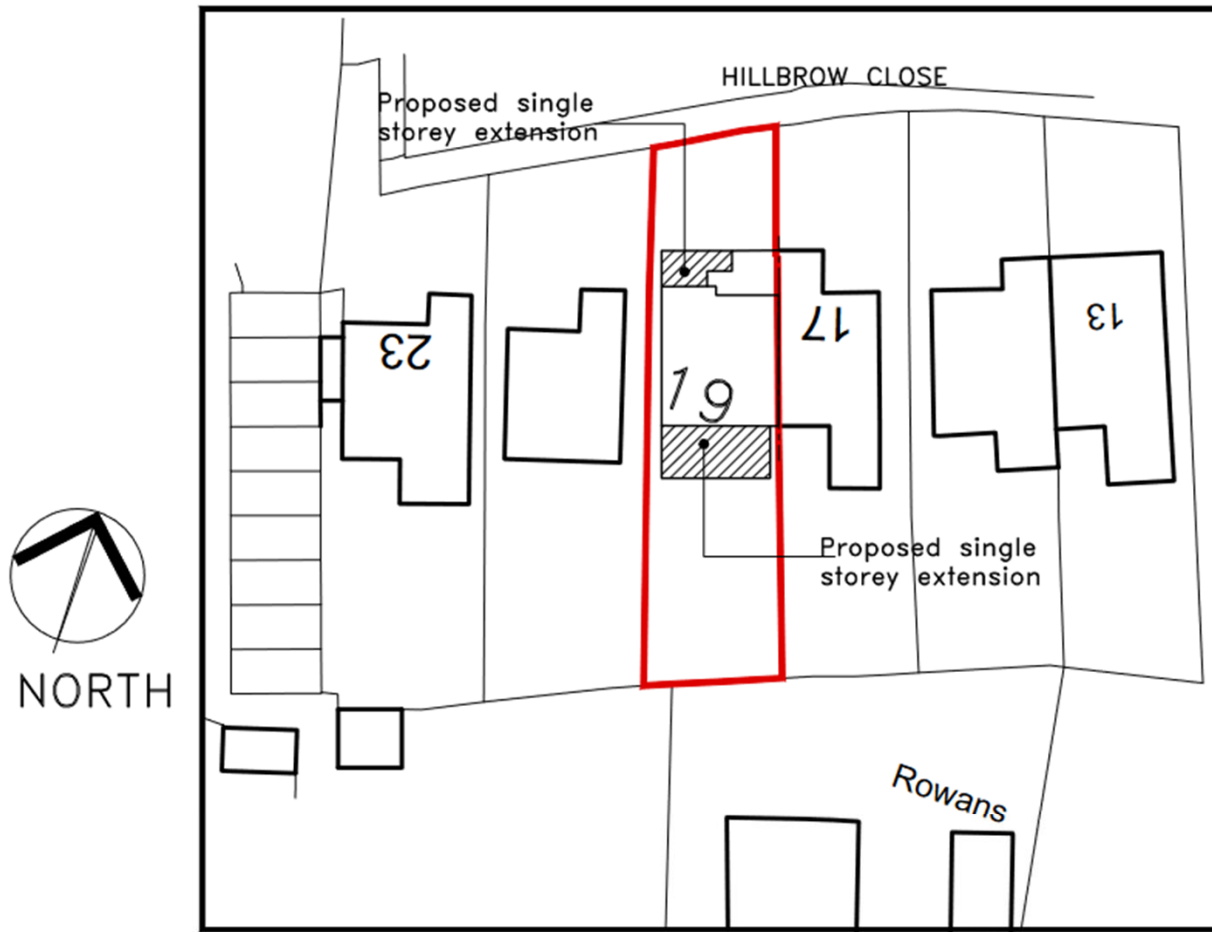 HILLBROW CLOSE
Proposed single
storey extension
23
17
13
19
Proposed single
storey extension
NORTH
Rowans